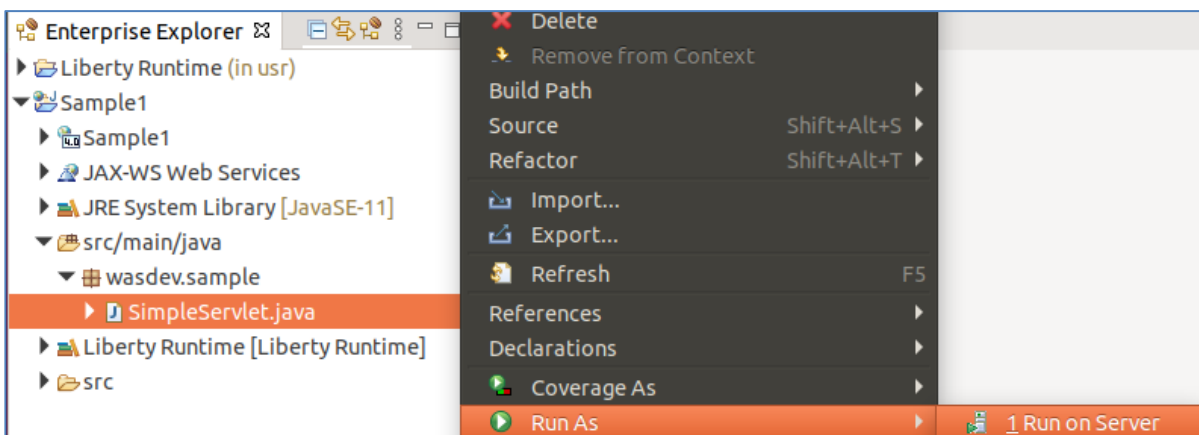 Enterprise Explorer
Liberty Runtime (in usr)
Sample1
4.0 Sample1
JAX-WS Web Services
JRE System Library [JavaSE-11]
src/main/java
wasdev.sample
J SimpleServlet.java
Liberty Runtime [Liberty Runtime]
src
Delete
Remove from Context
Build Path
Source Shift+Alt+S
Refactor Shift+Alt+T
Import...
Export...
Refresh F5
References
Declarations
Coverage As
Run As
1 Run on Server